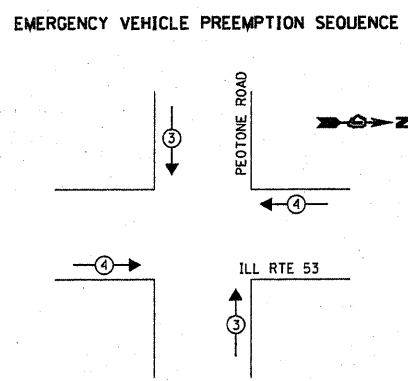 EMERGENCY VEHICLE PREEMPTION SEQUENCE
PEOTONE ROAD
3
N
4
4
ILL RTE 53
3